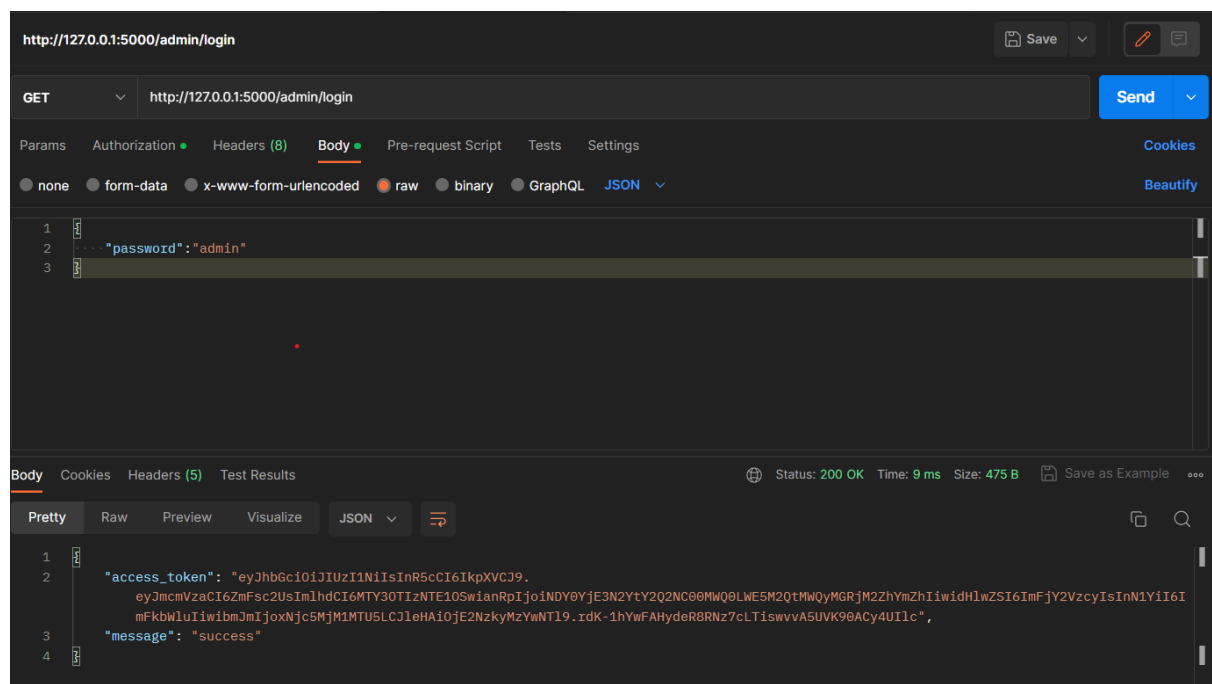 http://127.0.0.1:5000/admin/login Save
GET http://127.0.0.1:5000/admin/login Send
Params Authorization Headers (8) Body Pre-request Script Tests Settings Cookies
none form-data x-www-form-urlencoded raw binary GraphQL JSON Beautify
1 {
2 "password":"admin"
3 }
Body Cookies Headers (5) Test Results Status: 200 OK Time: 9 ms Size: 475 B Save as Example
Pretty Raw Preview Visualize JSON
1 {
2 "access_token": "eyJhbGciOiJIUzI1NiIsInR5cCI6IkpXVCJ9.
eyJmcmVzaCI6ZmFsc2UsImlhdCI6MTY3OTIzNTE1OSwianRpIjoiNDY0YjE3N2YtY2Q2NC00MWQ0LWE5M2QtMWQyMGRjM2ZhYmZhIiwidHlwZSI6ImFjY2VzcyIsInN1YiI6I
mFkbWluIiwibmJmIjoxNjc5MjM1MTU5LCJleHAiOjE2NzkyMzYwNTl9.rdK-1hYwFAHydeR8RNz7cLTiswvvA5UVK90ACy4UIlc",
3 "message": "success"
4 }